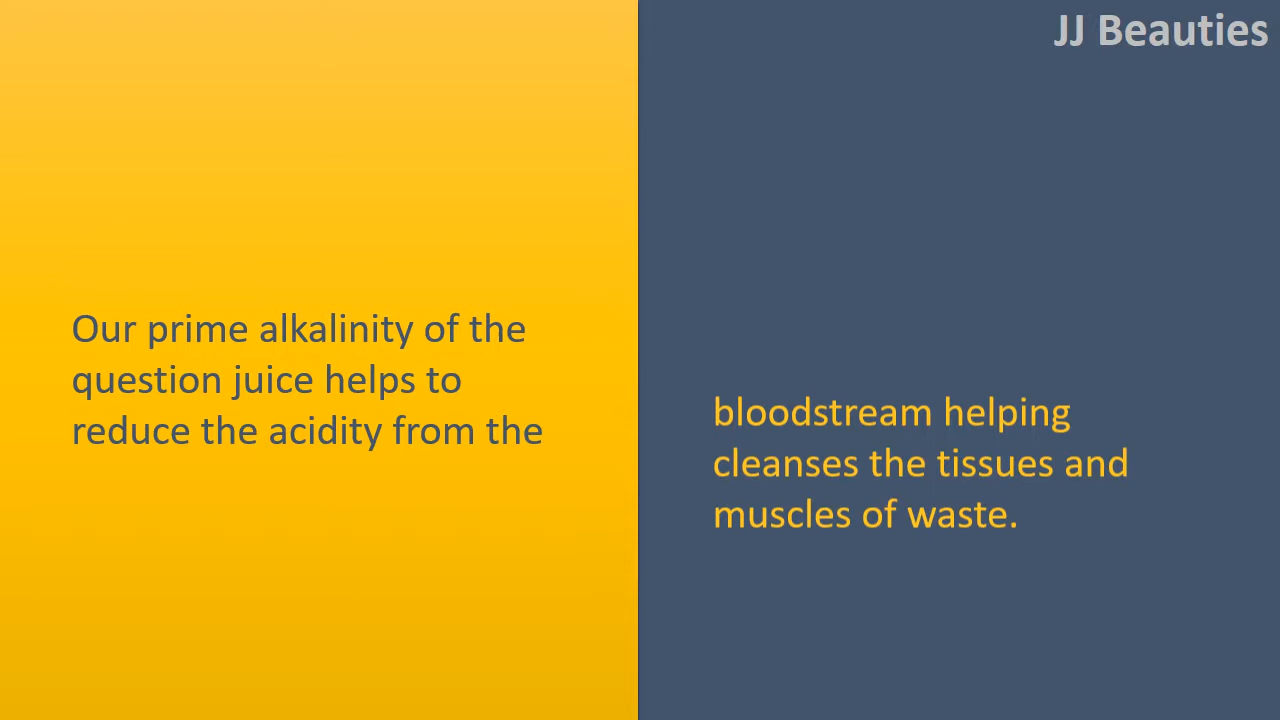 JJ Beauties
Our prime alkalinity of the
question juice helps to
reduce the acidity from the
bloodstream helping
cleanses the tissues and
muscles of waste.